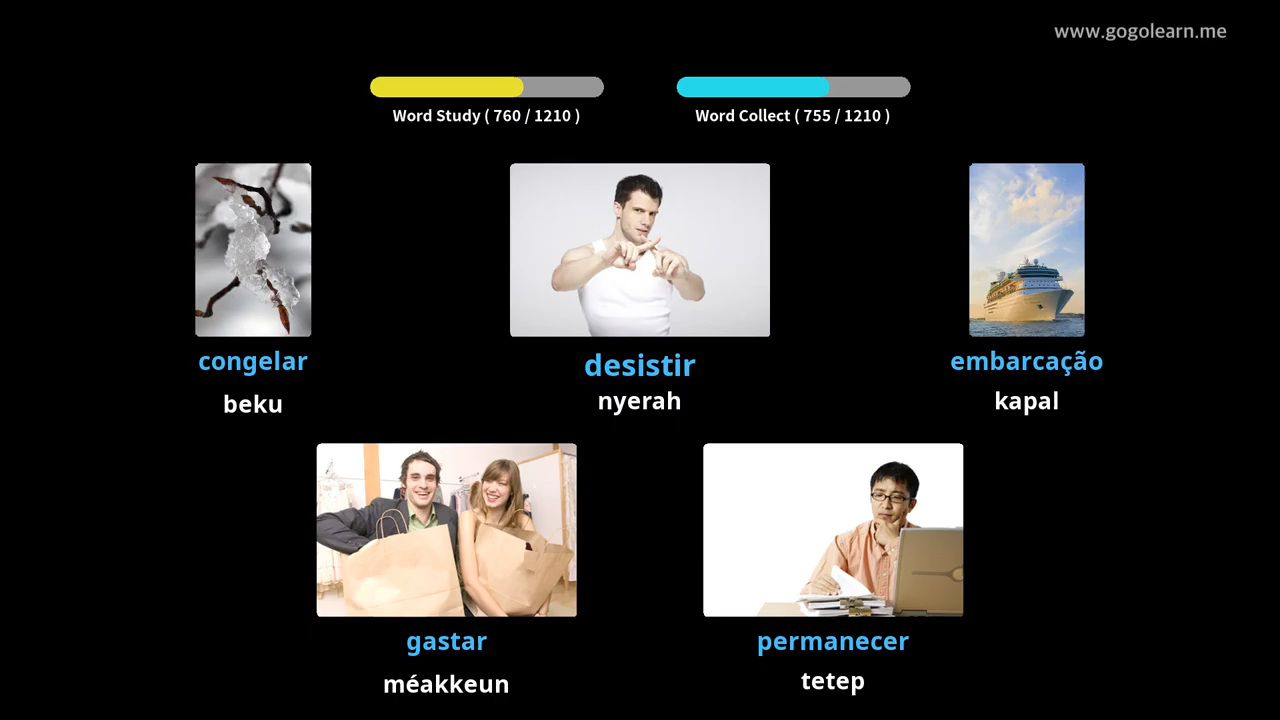 www.gogolearn.me
Word Study ( 760 / 1210 )
Word Collect ( 755 / 1210 )
congelar
beku
desistir
nyerah
embarcação
kapal
gastar
méakkeun
permanecer
tetep